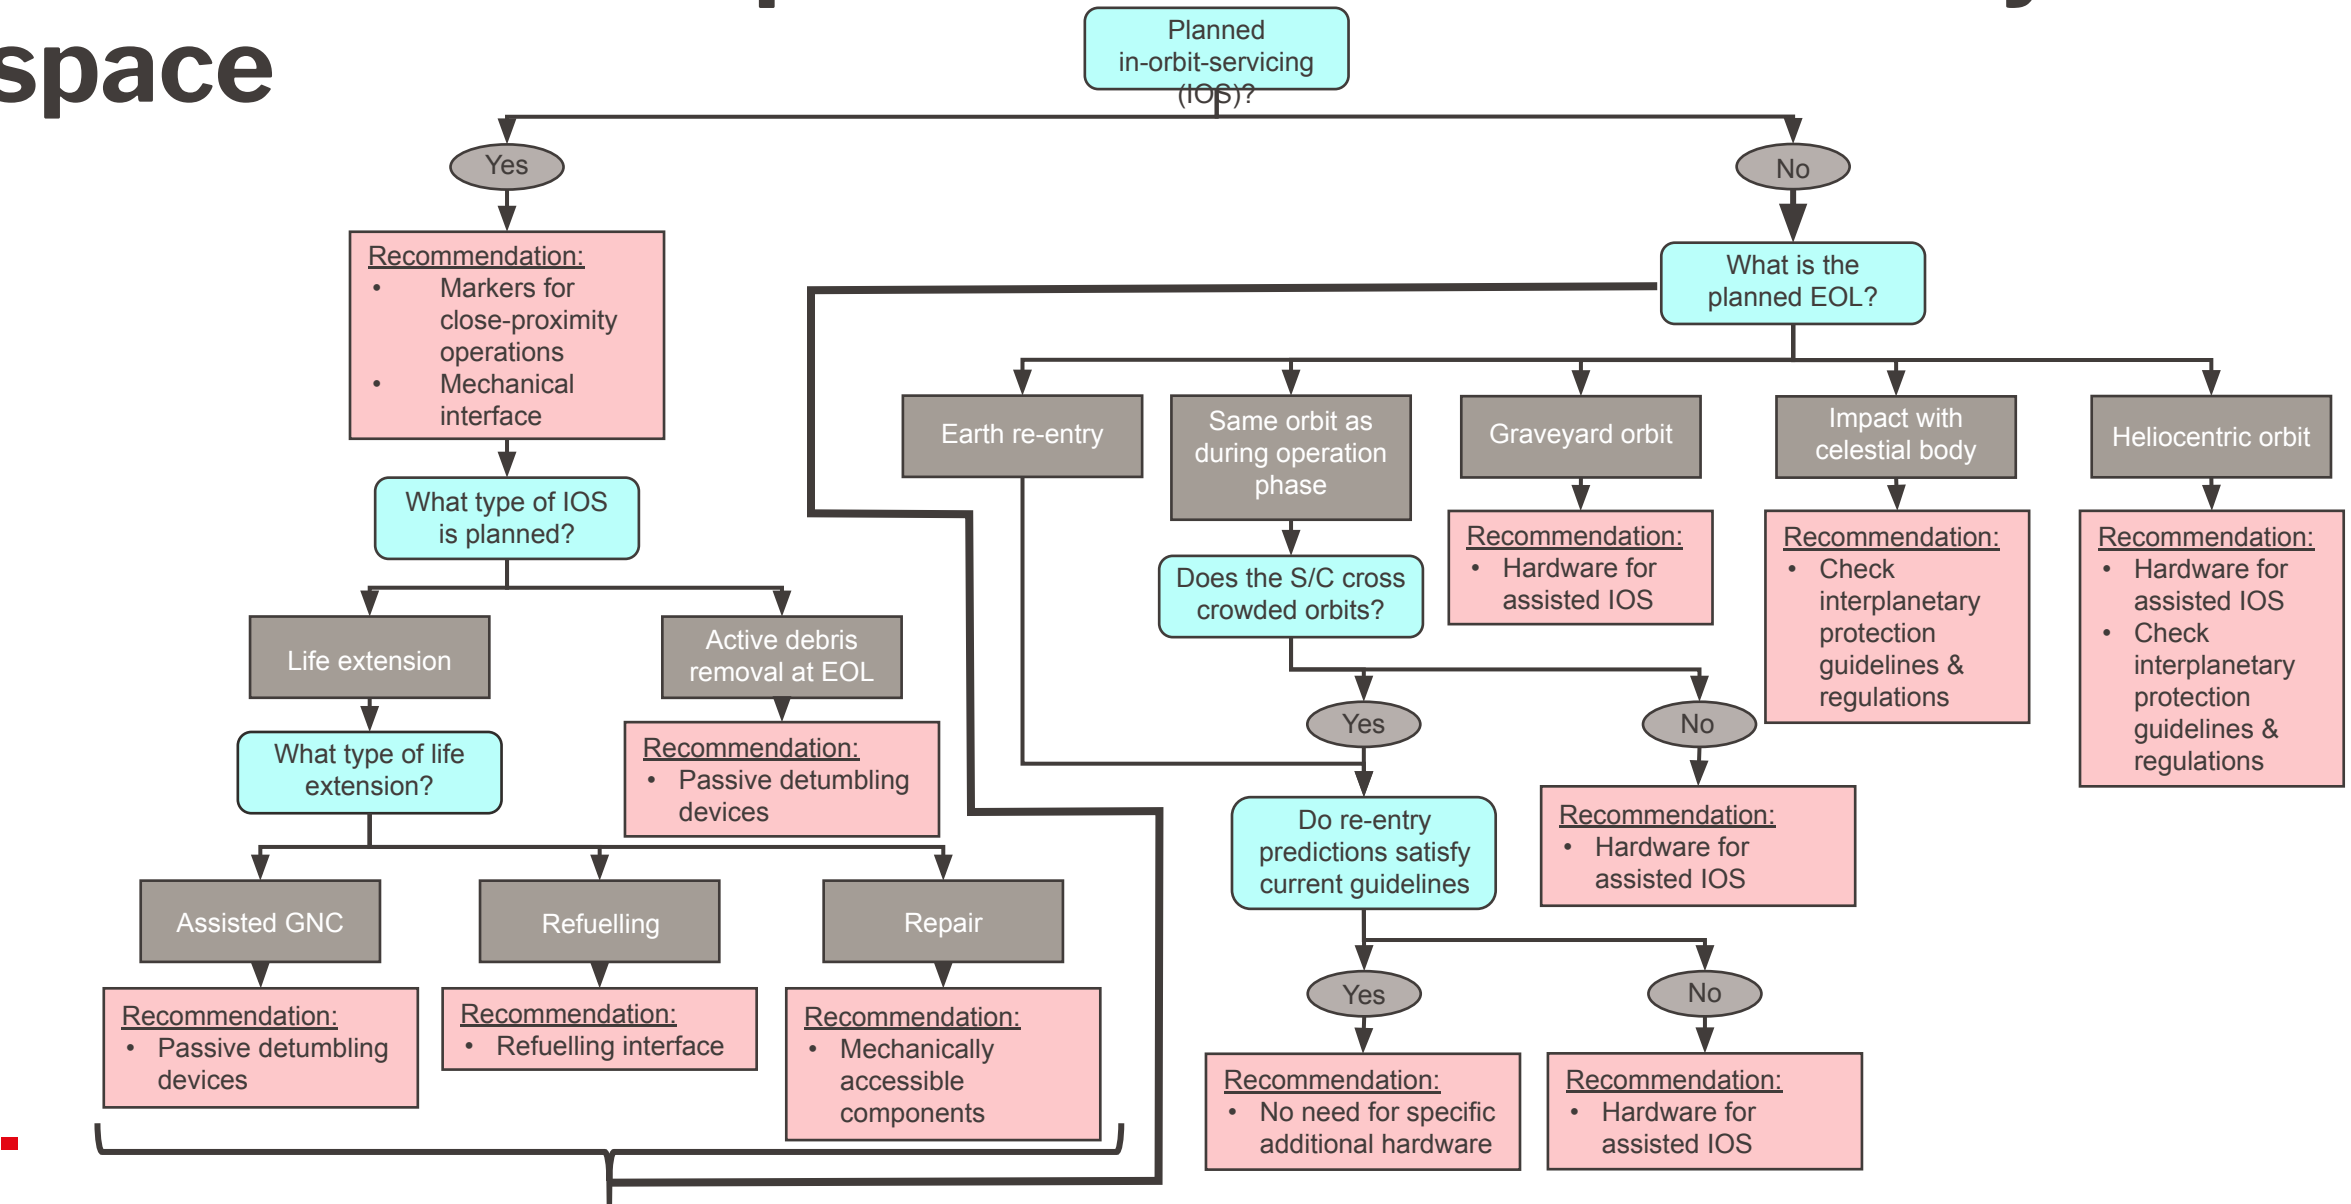 space
Planned
in-orbit-servicing
(IOS)?
Yes
No
Recommendation:
• Markers for
close-proximity
operations
• Mechanical
interface
What is the
planned EOL?
Earth re-entry
Same orbit as
during operation
phase
Graveyard orbit
Impact with
celestial body
Heliocentric orbit
What type of IOS
is planned?
Recommendation:
• Hardware for
assisted IOS
Recommendation:
• Check
interplanetary
protection
guidelines &
regulations
Recommendation:
• Hardware for
assisted IOS
• Check
interplanetary
protection
guidelines &
regulations
Does the S/C cross
crowded orbits?
Life extension
Active debris
removal at EOL
Yes
No
What type of life
extension?
Recommendation:
• Passive detumbling
devices
Do re-entry
predictions satisfy
current guidelines
Recommendation:
• Hardware for
assisted IOS
Assisted GNC
Refuelling
Repair
Yes
No
Recommendation:
• Passive detumbling
devices
Recommendation:
• Refuelling interface
Recommendation:
• Mechanically
accessible
components
Recommendation:
• No need for specific
additional hardware
Recommendation:
• Hardware for
assisted IOS